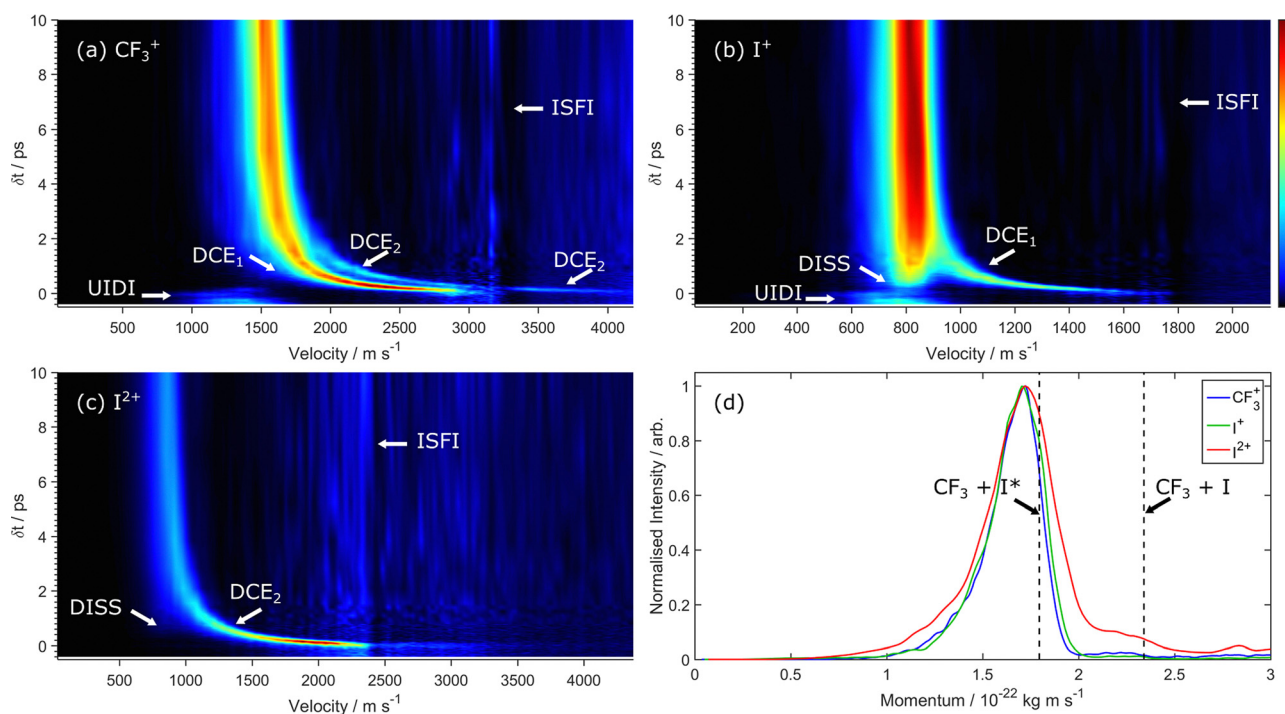 (a) CF₃⁺
ISFI
DCE₁
DCE₂
DCE₂
UIDI
10
8
6
4
2
0
δt / ps
500 1000 1500 2000 2500 3000 3500 4000
Velocity / m s⁻¹
(b) I⁺
ISFI
DCE₁
DISS
UIDI
10
8
6
4
2
0
δt / ps
200 400 600 800 1000 1200 1400 1600 1800 2000
Velocity / m s⁻¹
(c) I²⁺
ISFI
DISS
DCE₂
10
8
6
4
2
0
δt / ps
500 1000 1500 2000 2500 3000 3500 4000
Velocity / m s⁻¹
(d)
CF₃⁺
I⁺
I²⁺
CF₃ + I*
CF₃ + I
1
0.8
0.6
0.4
0.2
0
Normalised Intensity / arb.
0 0.5 1 1.5 2 2.5 3
Momentum / 10⁻²² kg m s⁻¹